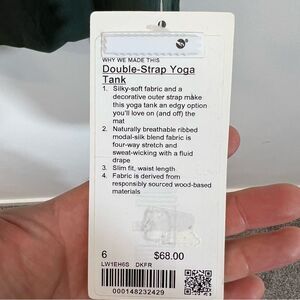 WHY WE MADE THIS
Double-Strap Yoga
Tank
1. Silky-soft fabric and a
decorative outer strap make
this yoga tank an edgy option
you'll love on (and off) the
mat
2. Naturally breathable ribbed
modal-silk blend fabric is
four-way stretch and
sweat-wicking with a fluid
drape
3. Slim fit, waist length
4. Fabric is derived from
responsibly sourced wood-based
materials
6 $68.00
LW1EH6S DKFR
000148232429